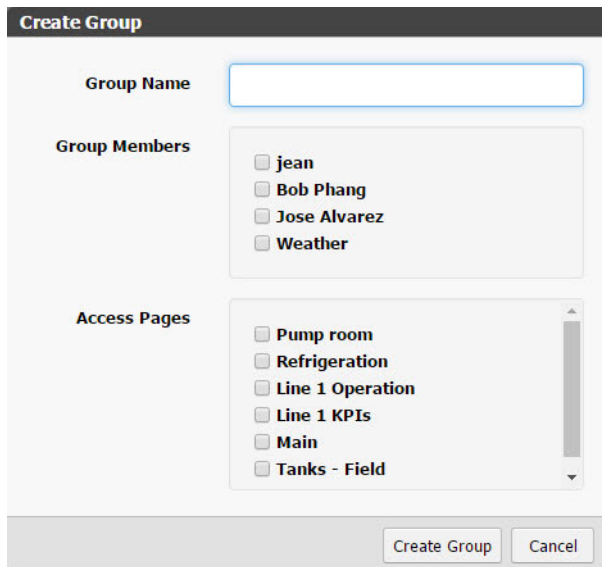 Create Group
Group Name
Group Members
jean
Bob Phang
Jose Alvarez
Weather
Access Pages
Pump room
Refrigeration
Line 1 Operation
Line 1 KPIs
Main
Tanks - Field
Create Group Cancel